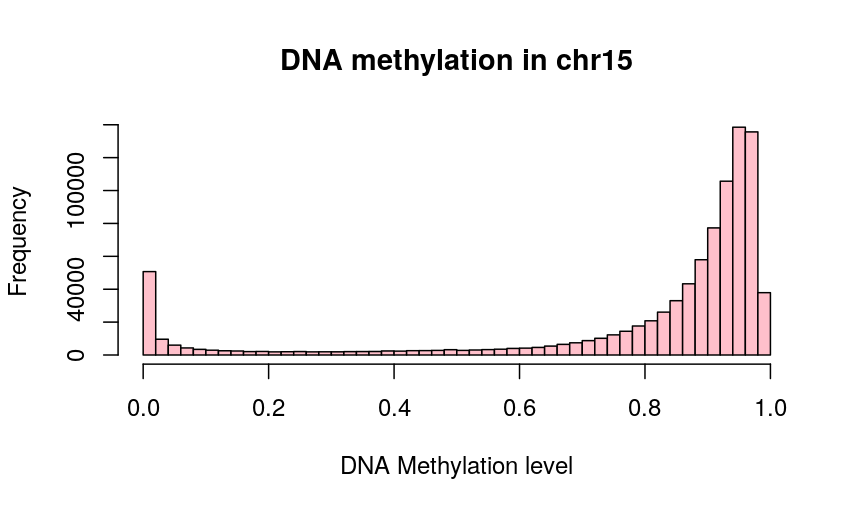 DNA methylation in chr15
Frequency
100000
40000
0
0.0 0.2 0.4 0.6 0.8 1.0
DNA Methylation level